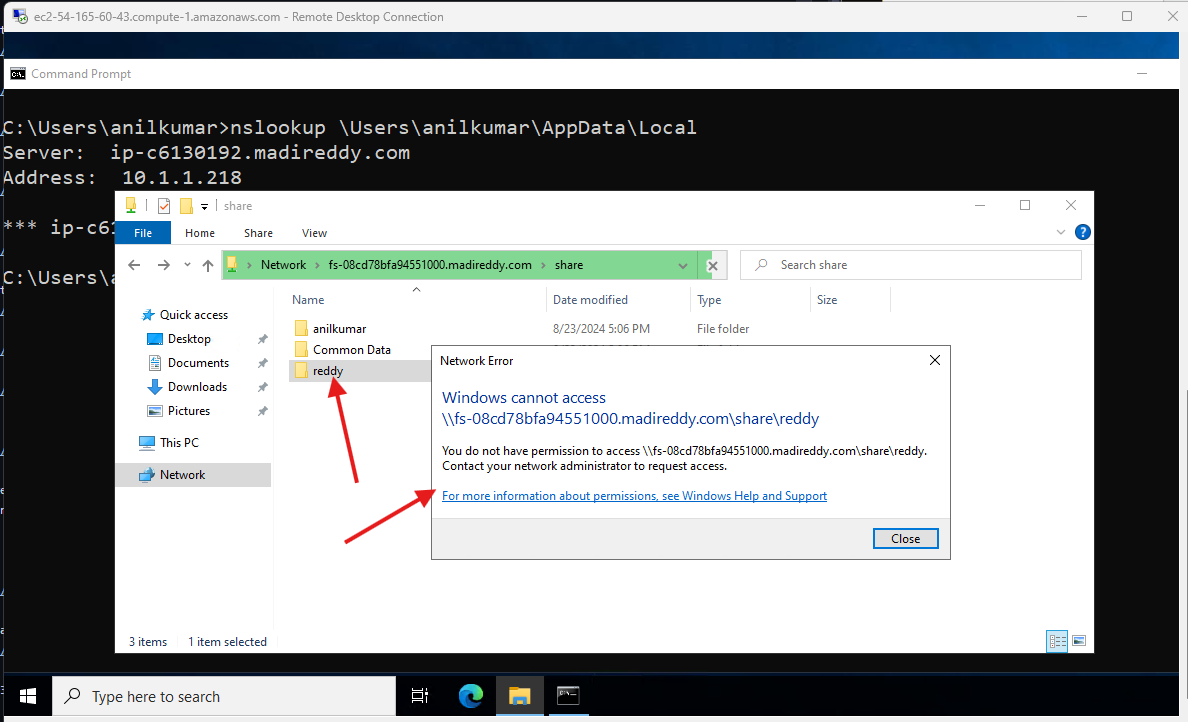 ec2-54-165-60-43.compute-1.amazonaws.com - Remote Desktop Connection
Command Prompt
C:\Users\anilkumar>nslookup \Users\anilkumar\AppData\Local
Server:  ip-c6130192.madireddy.com
Address:  10.1.1.218
*** ip-c61
C:\Users\a
share
File Home Share View
Network fs-08cd78bfa94551000.madireddy.com share
Search share
Name Date modified Type Size
Quick access
Desktop
Documents
Downloads
Pictures
This PC
Network
anilkumar 8/23/2024 5:06 PM File folder
Common Data
reddy
Network Error
Windows cannot access
\\fs-08cd78bfa94551000.madireddy.com\share\reddy
You do not have permission to access \\fs-08cd78bfa94551000.madireddy.com\share\reddy.
Contact your network administrator to request access.
For more information about permissions, see Windows Help and Support
Close
3 items 1 item selected
Type here to search